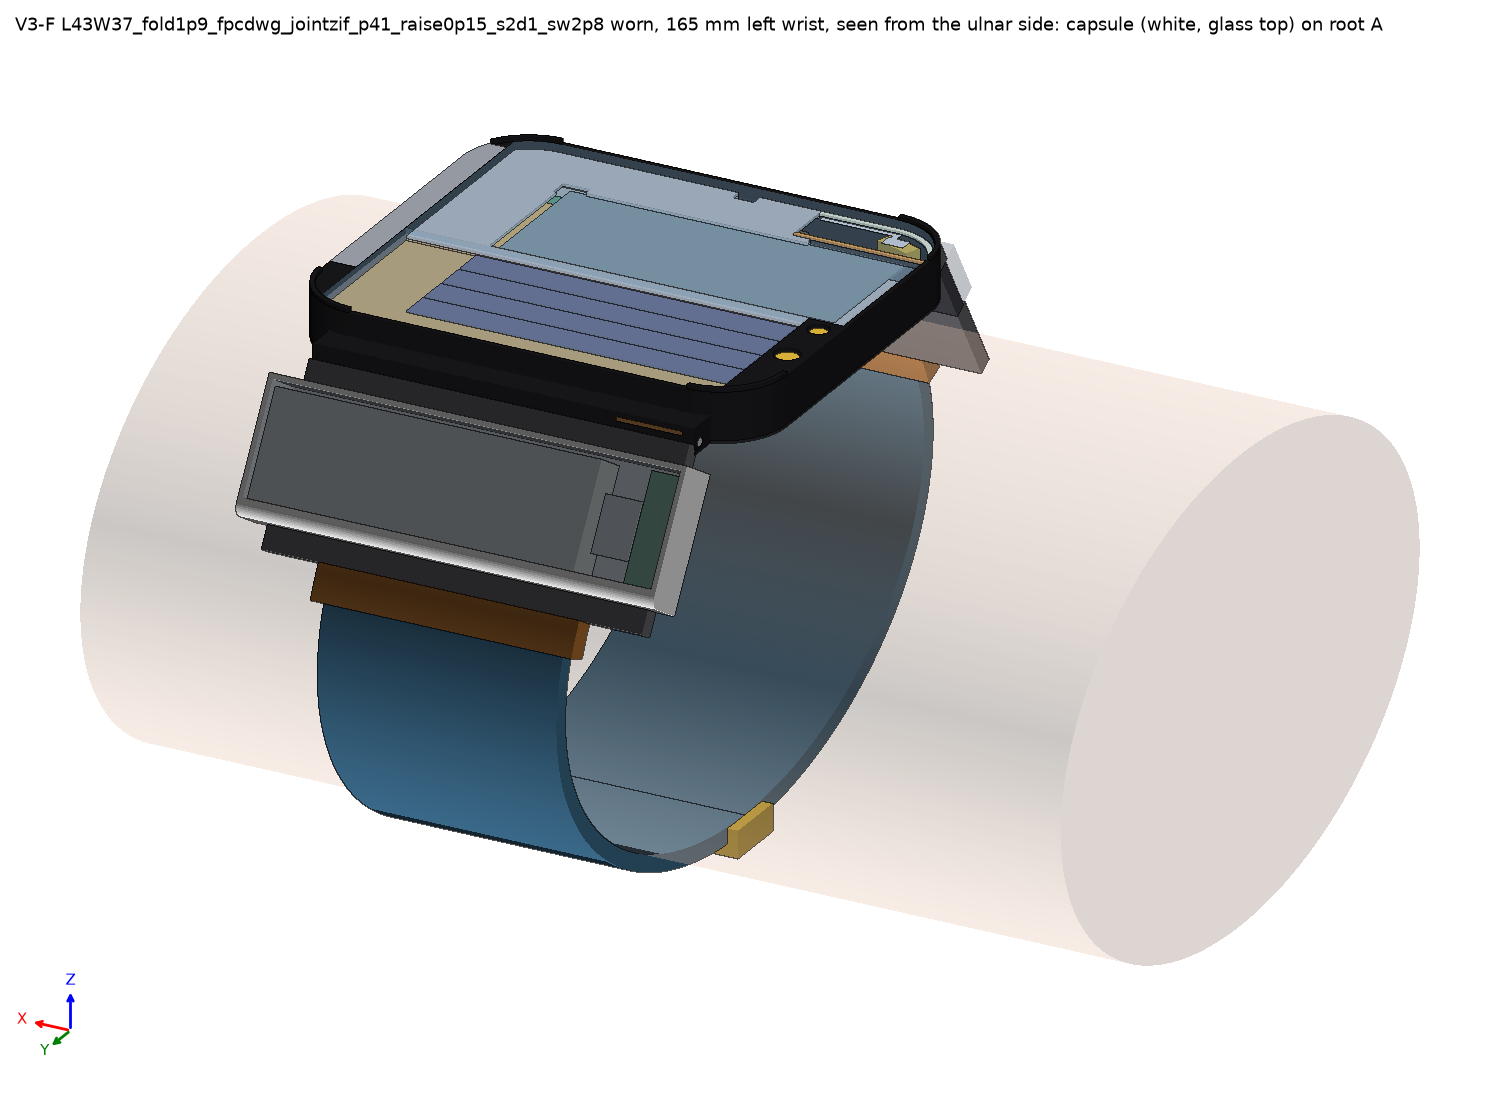 V3-F L43W37_fold1p9_fpcdwg_jointzif_p41_raise0p15_s2d1_sw2p8 worn, 165 mm left wrist, seen from the ulnar side: capsule (white, glass top) on root A
Z
X
Y